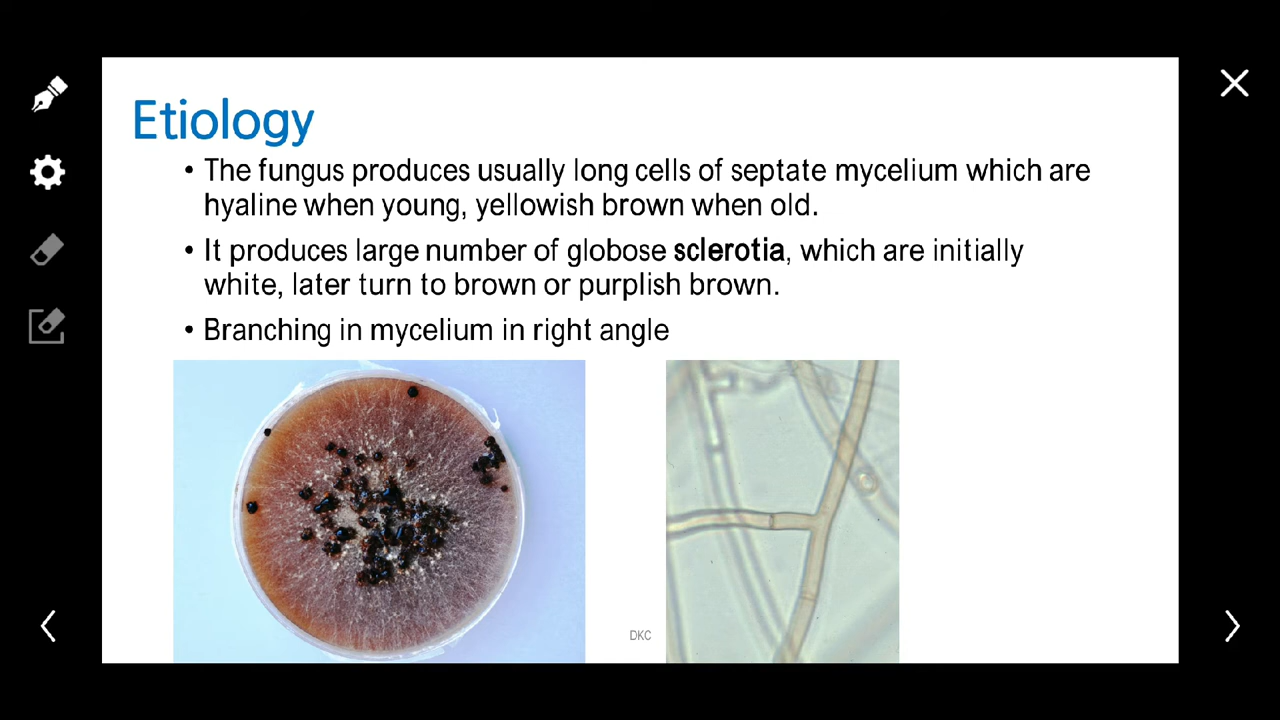 Etiology
• The fungus produces usually long cells of septate mycelium which are
hyaline when young, yellowish brown when old.
• It produces large number of globose sclerotia, which are initially
white, later turn to brown or purplish brown.
• Branching in mycelium in right angle
DKC